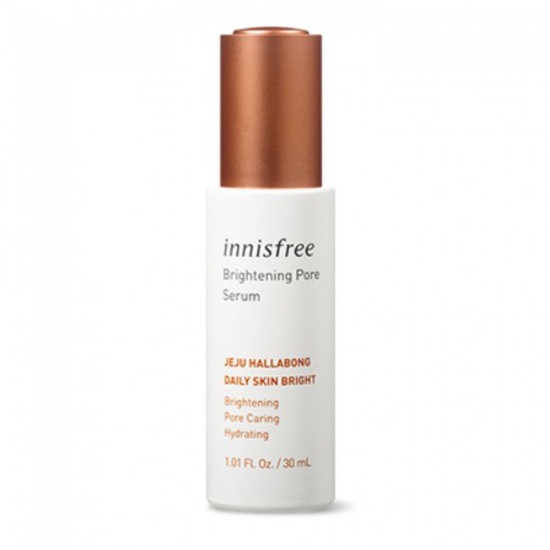 innisfree
Brightening Pore
Serum
JEJU HALLABONG
DAILY SKIN BRIGHT
Brightening
Pore Caring
Hydrating
1.01 Fl. Oz. / 30 mL